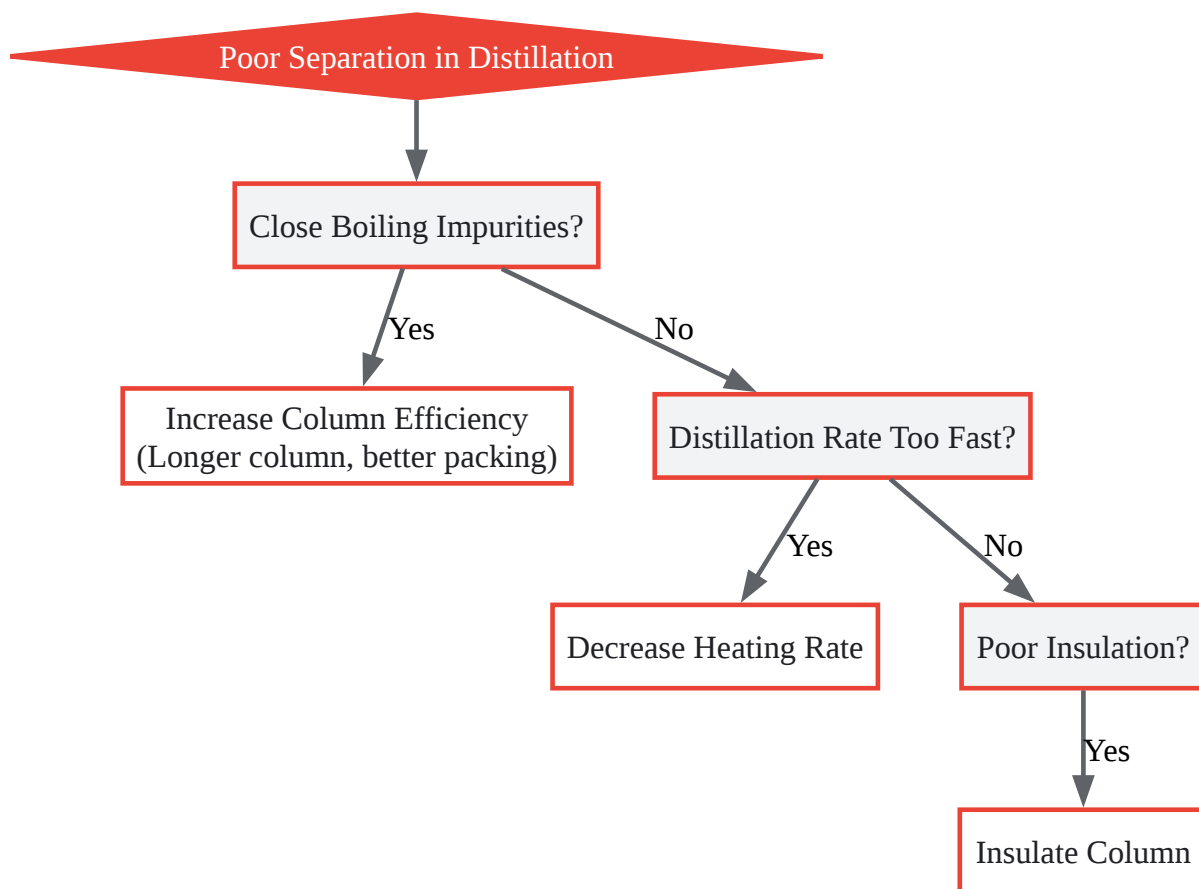 Poor Separation in Distillation
Close Boiling Impurities?
Yes
No
Increase Column Efficiency
(Longer column, better packing)
Distillation Rate Too Fast?
Yes
No
Decrease Heating Rate
Poor Insulation?
Yes
Insulate Column